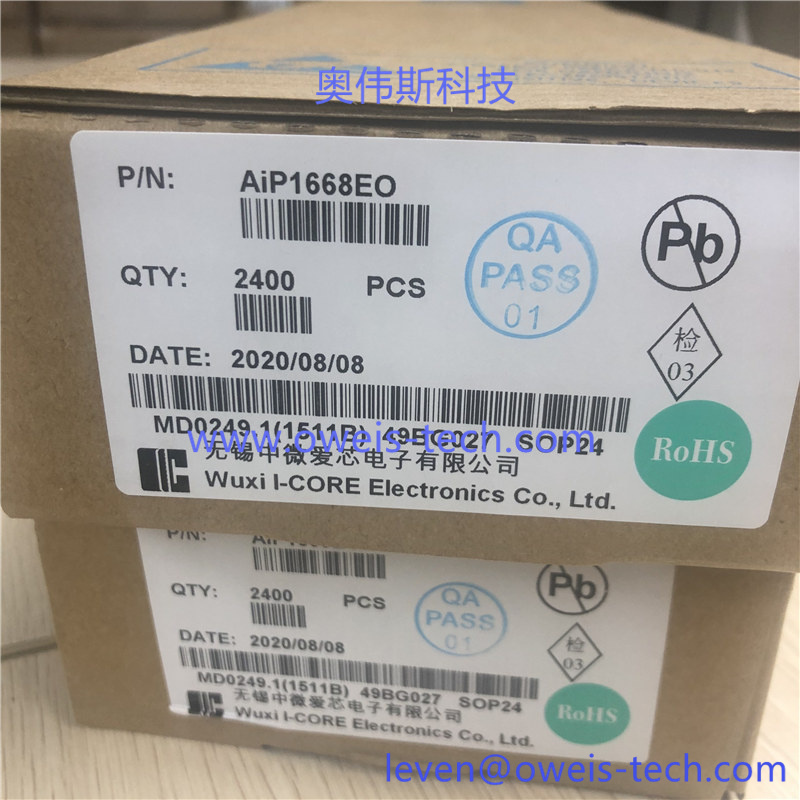 奥伟斯科技
P/N: AiP1668EO
QTY: 2400 PCS
QA
PASS
01
Pb
检
03
DATE: 2020/08/08
MD0249.1(1511B) 49BG027 SOP24
www.oweis-tech.com
RoHS
无锡中微爱芯电子有限公司
Wuxi I-CORE Electronics Co., Ltd.
P/N:
QTY: 2400 PCS
QA
PASS
01
Pb
检
03
DATE: 2020/08/08
MD0249.1(1511B) 49BG027 SOP24
RoHS
无锡中微爱芯电子有限公司
Wuxi I-CORE Electronics Co., Ltd.
leven@oweis-tech.com